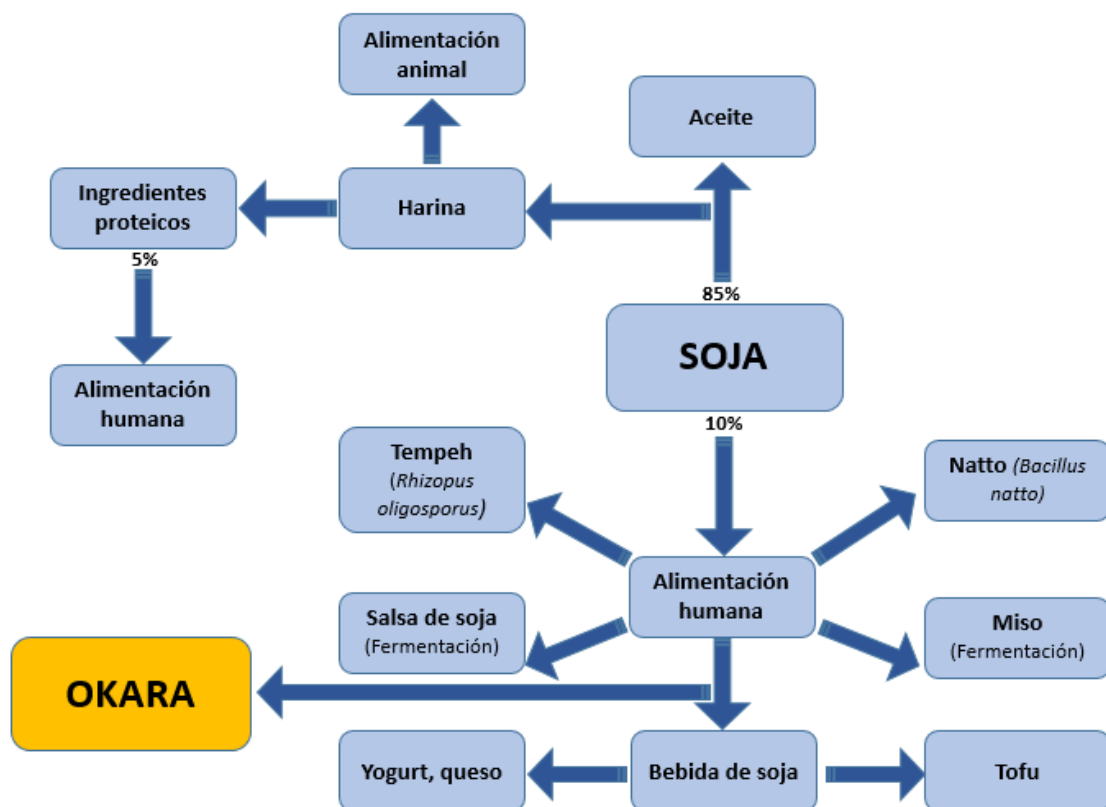 Alimentación
animal
Aceite
Ingredientes
proteicos
Harina
5%
85%
SOJA
Alimentación
humana
10%
Tempeh
(Rhizopus
oligosporus)
Natto (Bacillus
natto)
Alimentación
humana
Salsa de soja
(Fermentación)
Miso
(Fermentación)
OKARA
Yogurt, queso
Bebida de soja
Tofu